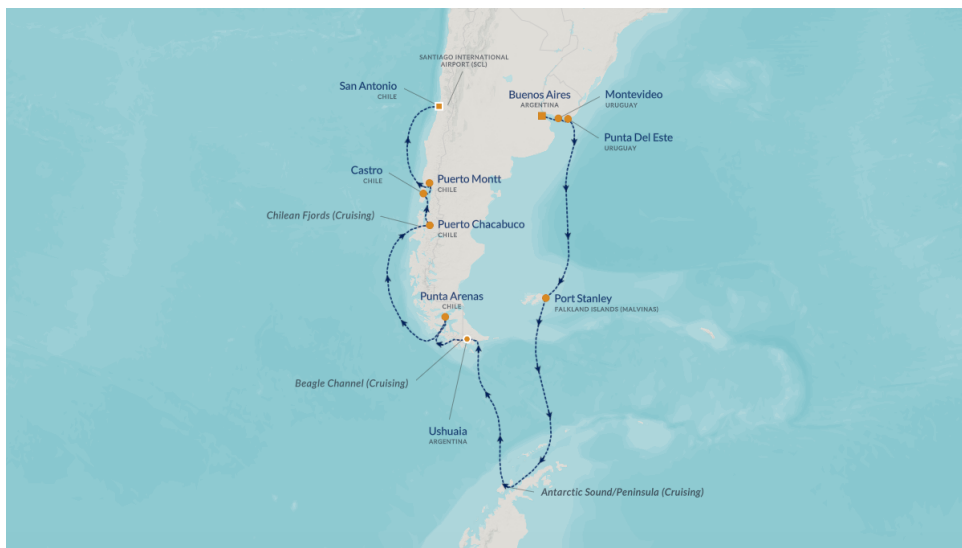 SANTIAGO INTERNATIONAL
AIRPORT (SCL)
San Antonio
CHILE
Buenos Aires
ARGENTINA
Montevideo
URUGUAY
Punta Del Este
URUGUAY
Castro
CHILE
Puerto Montt
CHILE
Chilean Fjords (Cruising)
Puerto Chacabuco
CHILE
Punta Arenas
CHILE
Port Stanley
FALKLAND ISLANDS (MALVINAS)
Beagle Channel (Cruising)
Ushuaia
ARGENTINA
Antarctic Sound/Peninsula (Cruising)